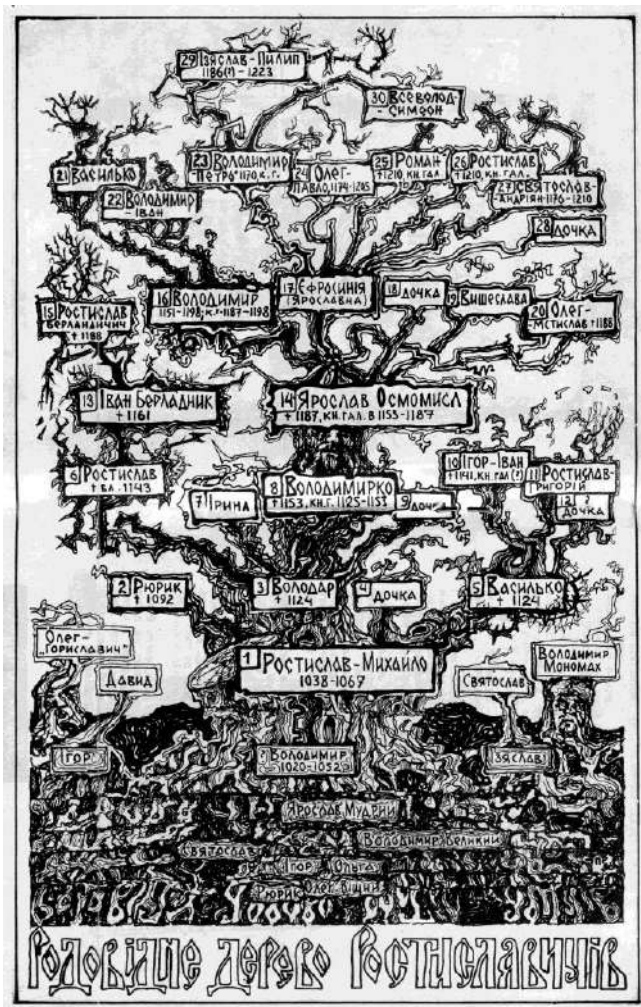 29 Ізяслав-Пилип
1186(?) - 1223
30 Всеволод-
-Симеон
21 Василько
22 Володимир
-Іван
23 Володимир
"Петро" 1170, К.Г.
24 Олег-
Павло, 1174-1205
25 Роман
†1210, КН. ГАЛ.
26 Ростислав
†1210, КН. ГАЛ.
27 Святослав-
Андріян-1176-1210
28 Дочка
15 Ростислав
Берладничич
†1188
16 Володимир
1151-1198; К.Г-1187-1198
17 Єфросинія
(Ярославна)
18 Дочка
19 Вишеслава
20 Олег-
-Мстислав †1188
13 Іван Берладник
†1161
14 Ярослав Осмомисл
†1187, КН. ГАЛ. В 1153-1187
6 Ростислав
† БЛ. 1143
7 Ірина
8 Володимирко
†1153, КН. Г. 1125-1153
9 Дочка
10 Ігор-Іван
†1141, КН. ГАЛ (?)
11 Ростислав-
Григорій
12 ?
Дочка
2 Рюрик
†1092
3 Володар
†1124
4 Дочка
5 Василько
†1124
Олег-
"Гориславич"
Давид
1 Ростислав-Михайло
1038-1067
Святослав
Володимир
Мономах
Ігор
Володимир
1020-1052
Ізяслав
Ярослав Мудрий
Володимир Великий
Святослав
Ігор Ольга
Рюрик Олег Віщий
Родовідне дерево Ростиславичів